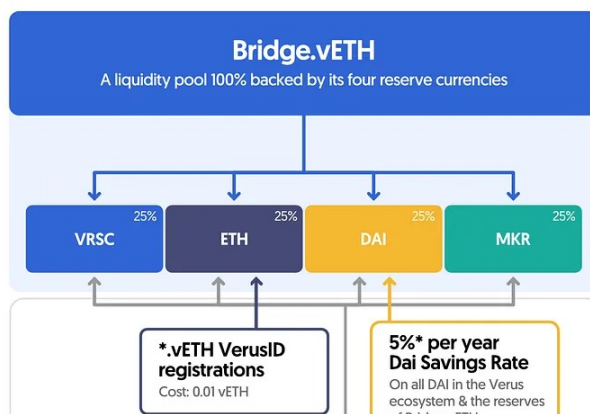 Bridge.vETH
A liquidity pool 100% backed by its four reserve currencies
25%
VRSC
25%
ETH
25%
DAI
25%
MKR
*.vETH VerusID
registrations
Cost: 0.01 vETH
5%* per year
Dai Savings Rate
On all DAI in the Verus
ecosystem & the reserves